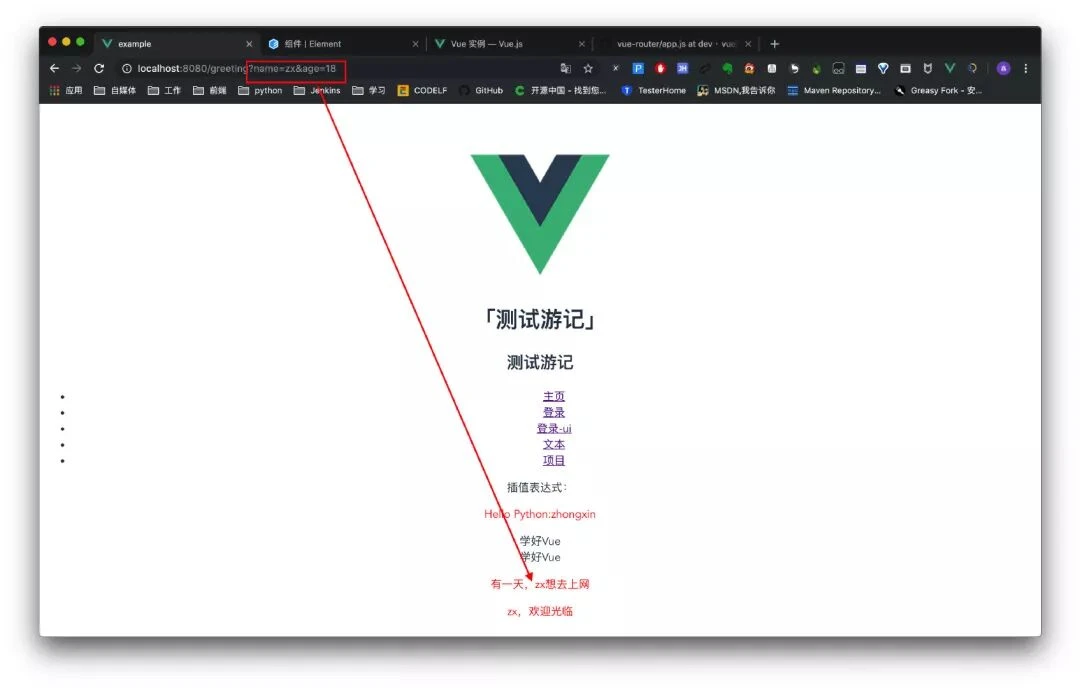 example
组件 | Element
Vue 实例 — Vue.js
vue-router/app.js at dev · vue
localhost:8080/greeting?name=zx&age=18
应用
自媒体
工作
前端
python
Jenkins
学习
CODELF
GitHub
开源中国 - 找到您...
TesterHome
MSDN,我告诉你
Maven Repository...
Greasy Fork - 安...
「测试游记」
测试游记
主页
登录
登录-ui
文本
项目
插值表达式:
Hello Python:zhongxin
学好Vue
学好Vue
有一天，zx想去上网
zx，欢迎光临